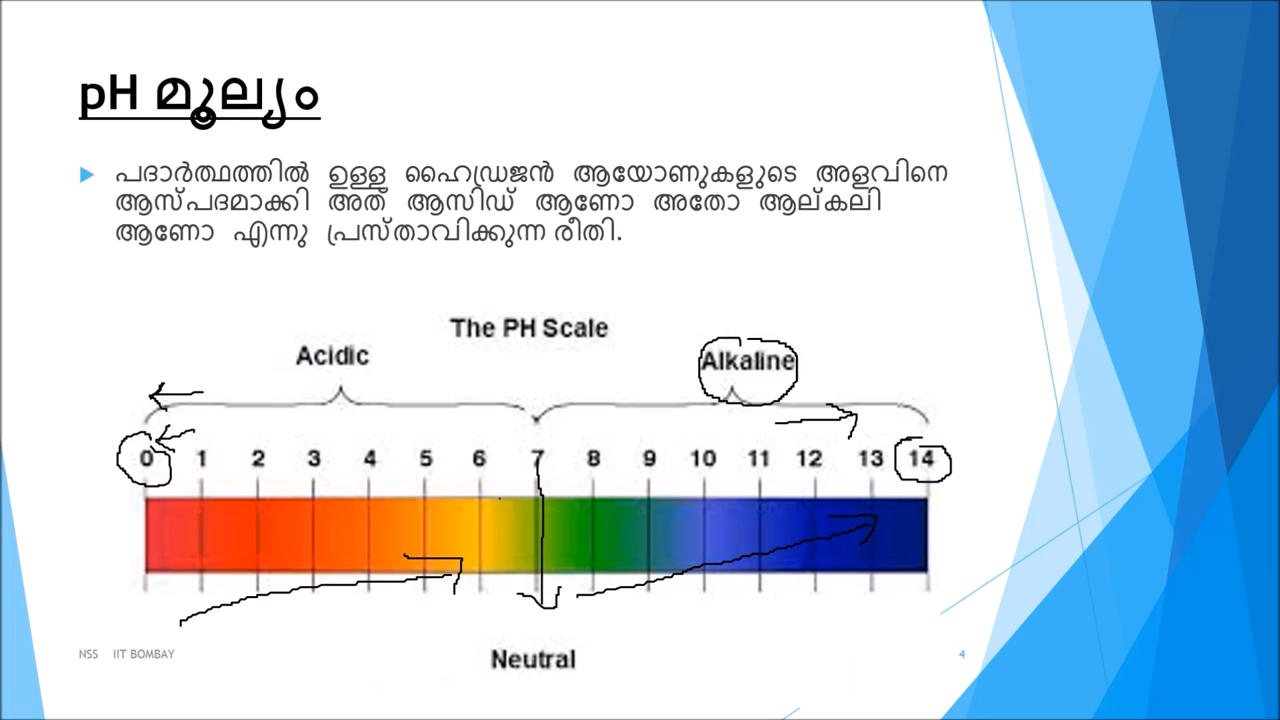 pH മൂല്യം
പദാർത്ഥത്തിൽ ഉള്ള ഹൈഡ്രജൻ ആയോണുകളുടെ അളവിനെ
ആസ്പദമാക്കി അത് ആസിഡ് ആണോ അതോ ആല്കലി
ആണോ എന്നു പ്രസ്താവിക്കുന്ന രീതി.
The PH Scale
Acidic Alkaline
0 1 2 3 4 5 6 7 8 9 10 11 12 13 14
Neutral
NSS IIT BOMBAY 4